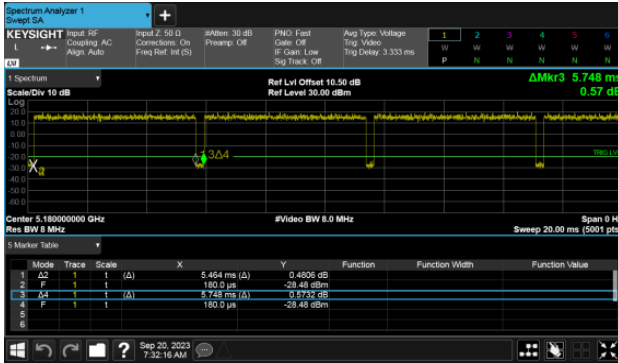 Spectrum Analyzer 1
Swept SA
+
KEYSIGHT Input: RF Input Z: 50 Ω #Atten: 30 dB PNO: Fast Avg Type: Voltage 1 2 3 4 5 6
L Coupling: AC Corrections: On Preamp: Off Gate: Off Trig: Video W W W W W W
Align: Auto Freq Ref: Int (S) IF Gain: Low Trig Delay: 3.333 ms P N N N N N
LXI Sig Track: Off
1 Spectrum Ref Lvl Offset 10.50 dB ΔMkr3 5.748 ms
Scale/Div 10 dB Ref Level 30.00 dBm 0.57 dB
Log
20.0
10.0
0.00
-10.0
-20.0 3Δ4 TRIG LVL
-30.0 X
-40.0
-50.0
-60.0
Center 5.180000000 GHz #Video BW 8.0 MHz Span 0 H
Res BW 8 MHz Sweep 20.00 ms (5001 pts
5 Marker Table
Mode Trace Scale X Y Function Function Width Function Value
1 Δ2 1 t (Δ) 5.464 ms (Δ) 0.4806 dB
2 F 1 t 180.0 µs -28.48 dBm
3 Δ4 1 t (Δ) 5.748 ms (Δ) 0.5732 dB
4 F 1 t 180.0 µs -28.48 dBm
5
6
? Sep 20, 2023
7:32:16 AM